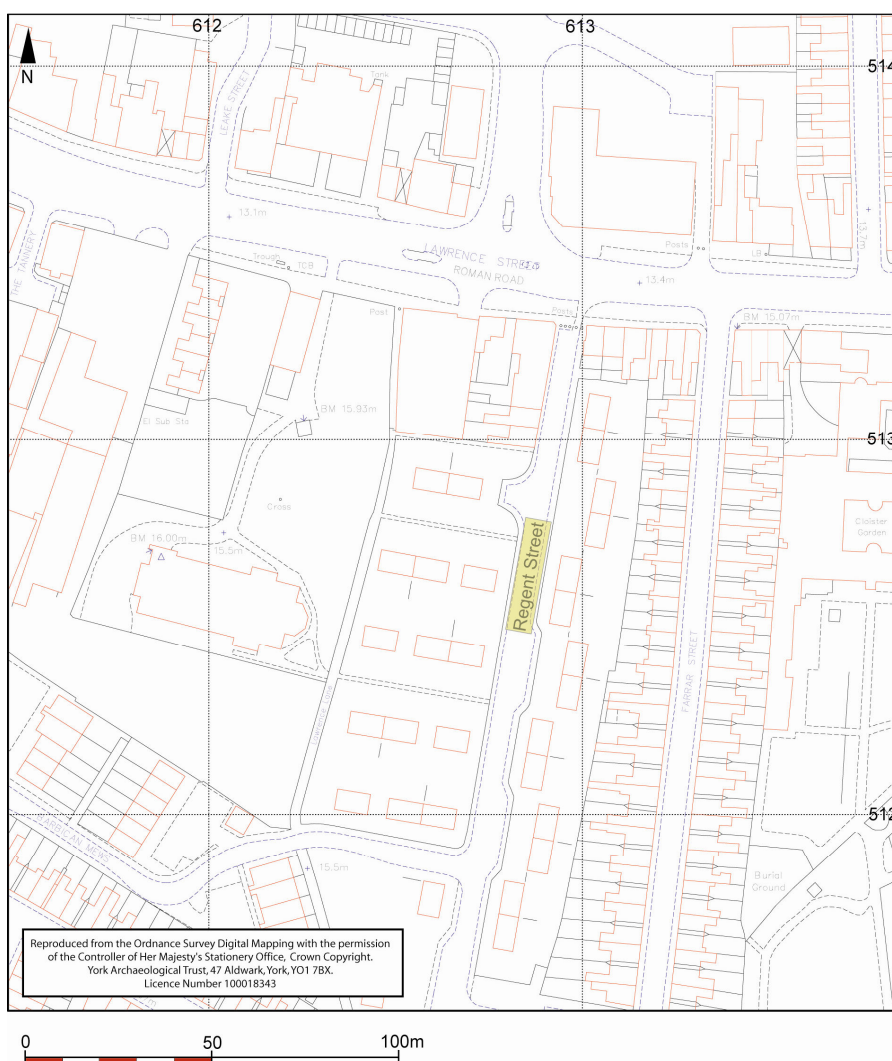 612
613
514
N
Tank
LEAKE STREET
13.1m
THE TANNERY
Trough
TCB
LAWRENCE STREET
ROMAN ROAD
Posts
LB
13.4m
Post
Posts
BM 15.07m
BM 15.93m
El Sub Sta
513
Cross
Regent Street
Cloister
Garden
BM 16.00m
15.5m
FARRAR STREET
512
BARBICAN MEWS
15.5m
Burial
Ground
Reproduced from the Ordnance Survey Digital Mapping with the permission
of the Controller of Her Majesty's Stationery Office, Crown Copyright.
York Archaeological Trust, 47 Aldwark, York, YO1 7BX.
Licence Number 100018343
0
50
100m